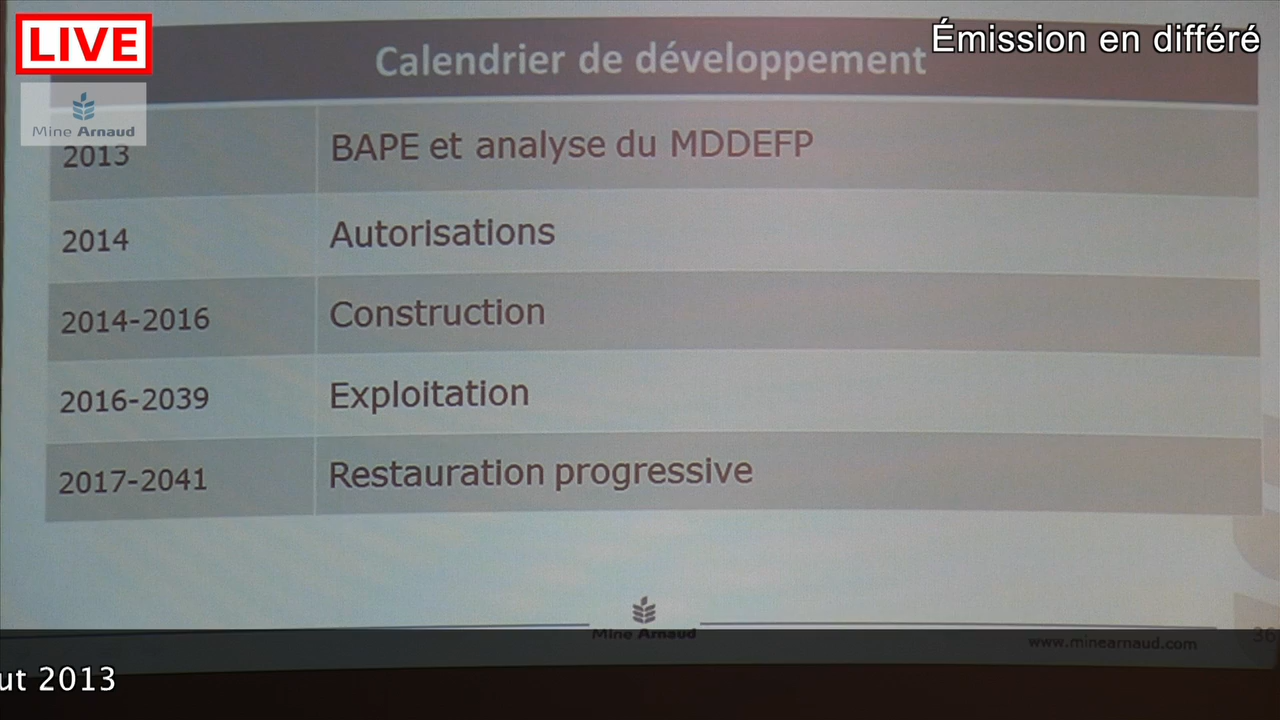 LIVE
Émission en différé
Calendrier de développement
Mine Arnaud
2013 BAPE et analyse du MDDEFP
2014 Autorisations
2014-2016 Construction
2016-2039 Exploitation
2017-2041 Restauration progressive
Mine Arnaud
www.minearnaud.com
36
ut 2013